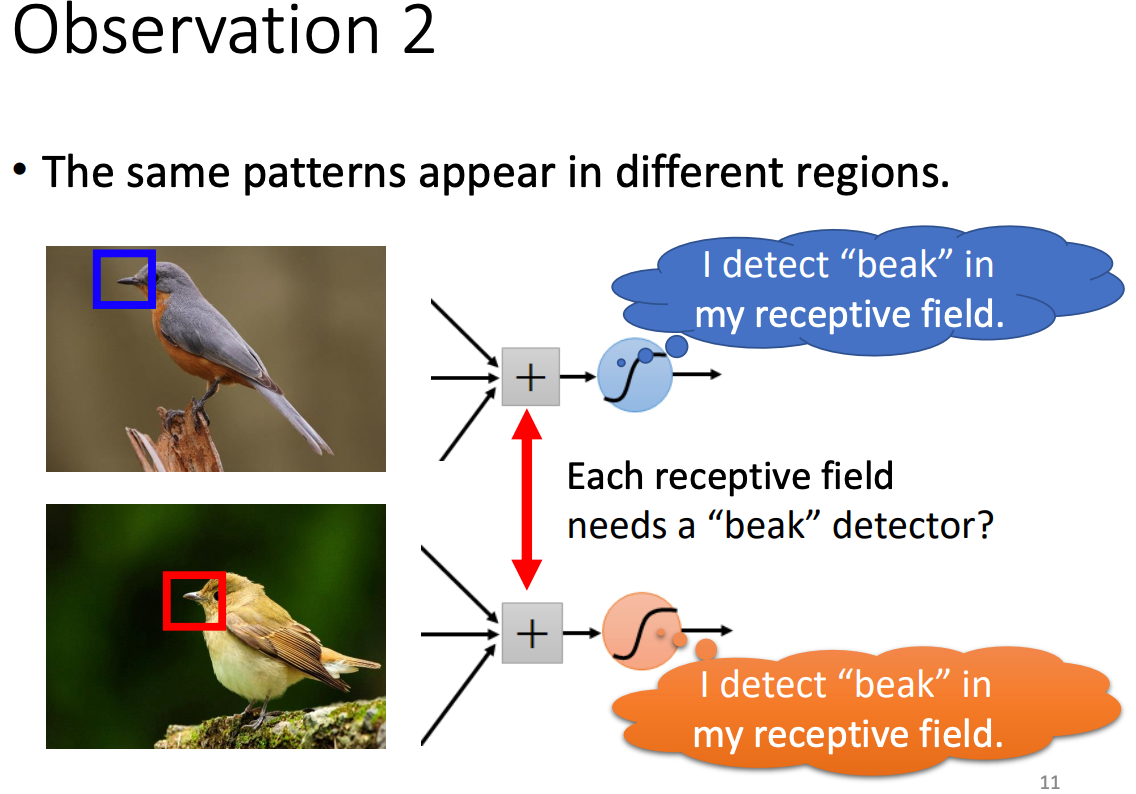 Observation 2
• The same patterns appear in different regions.
I detect “beak” in
my receptive field.
+
Each receptive field
needs a “beak” detector?
+
I detect “beak” in
my receptive field.
11